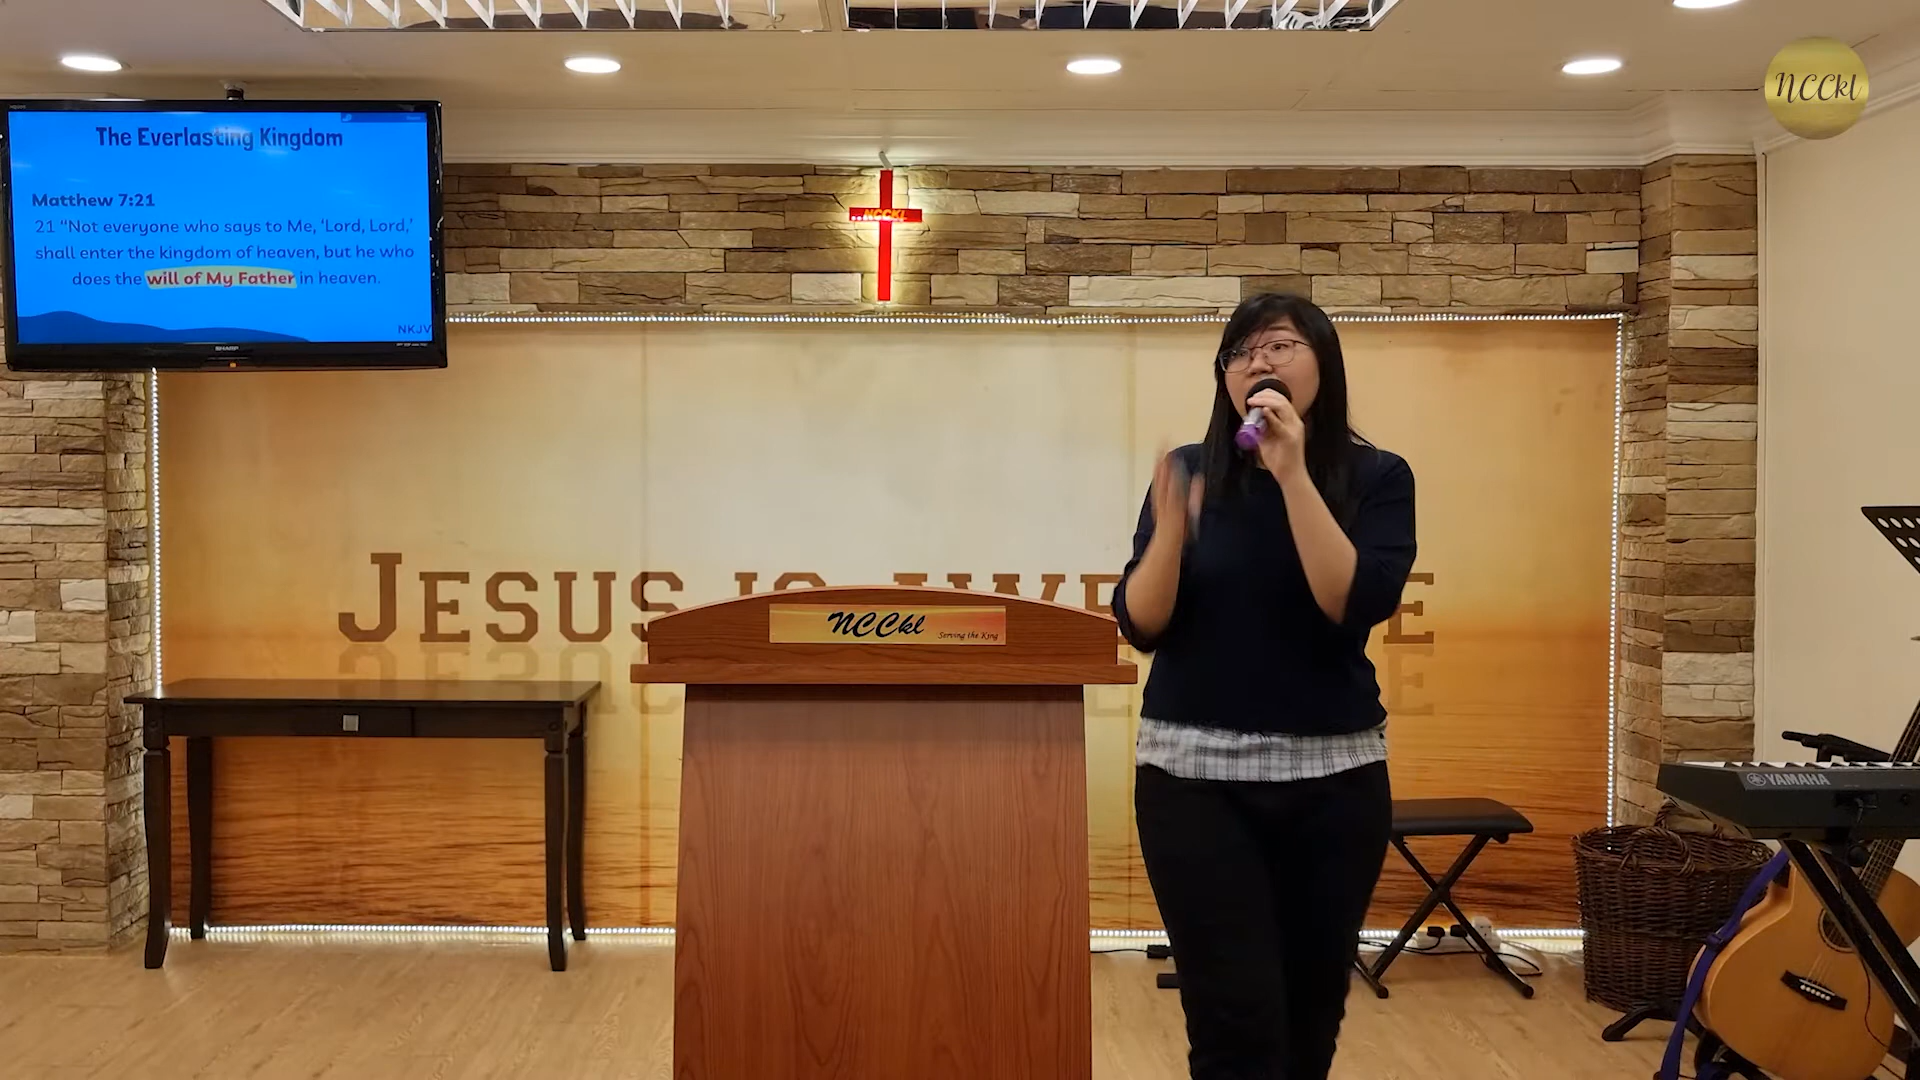 NCCkl
The Everlasting Kingdom
Matthew 7:21
21 “Not everyone who says to Me, ‘Lord, Lord,’
shall enter the kingdom of heaven, but he who
does the will of My Father in heaven.
NKJV
SHARP
NCCKL
JESUS IS AWE E
NCCkl
Serving the King
YAMAHA